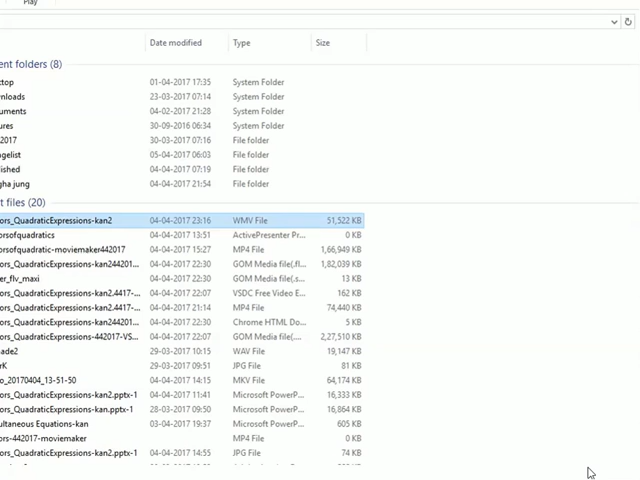 Play
Date modified Type Size
ent folders (8)
ctop 01-04-2017 17:35 System Folder
wnloads 23-03-2017 07:14 System Folder
uments 04-02-2017 21:28 System Folder
ures 30-09-2016 06:34 System Folder
2017 30-03-2017 07:16 File folder
ngelist 05-04-2017 06:03 File folder
ished 04-04-2017 07:19 File folder
gha jung 04-04-2017 21:54 File folder
t files (20)
ors_QuadraticExpressions-kan2 04-04-2017 23:16 WMV File 51,522 KB
orsofquadratics 04-04-2017 13:51 ActivePresenter Pr... 0 KB
orsofquadratic-moviemaker442017 04-04-2017 15:27 MP4 File 1,66,949 KB
ors_QuadraticExpressions-kan244201... 04-04-2017 22:30 GOM Media file(.fl... 1,82,039 KB
er_flv_maxi 04-04-2017 22:30 GOM Media file(.s... 13 KB
ors_QuadraticExpressions-kan2.4417-... 04-04-2017 22:07 VSDC Free Video E... 162 KB
ors_QuadraticExpressions-kan2.4417-... 04-04-2017 21:14 MP4 File 74,440 KB
ors_QuadraticExpressions-kan244201... 04-04-2017 22:30 Chrome HTML Do... 5 KB
ors_QuadraticExpressions-442017-VS... 04-04-2017 22:07 GOM Media file(.... 2,27,510 KB
ade2 29-03-2017 10:15 WAV File 19,147 KB
rK 29-03-2017 09:51 JPG File 81 KB
o_20170404_13-51-50 04-04-2017 14:15 MKV File 64,174 KB
ors_QuadraticExpressions-kan2.pptx-1 04-04-2017 11:41 Microsoft PowerP... 16,333 KB
ors_QuadraticExpressions-kan.pptx-1 28-03-2017 09:50 Microsoft PowerP... 16,864 KB
ultaneous Equations-kan 03-04-2017 19:37 Microsoft PowerP... 605 KB
ors-442017-moviemaker MP4 File 0 KB
ors_QuadraticExpressions-kan2.pptx-1 04-04-2017 14:55 JPG File 74 KB